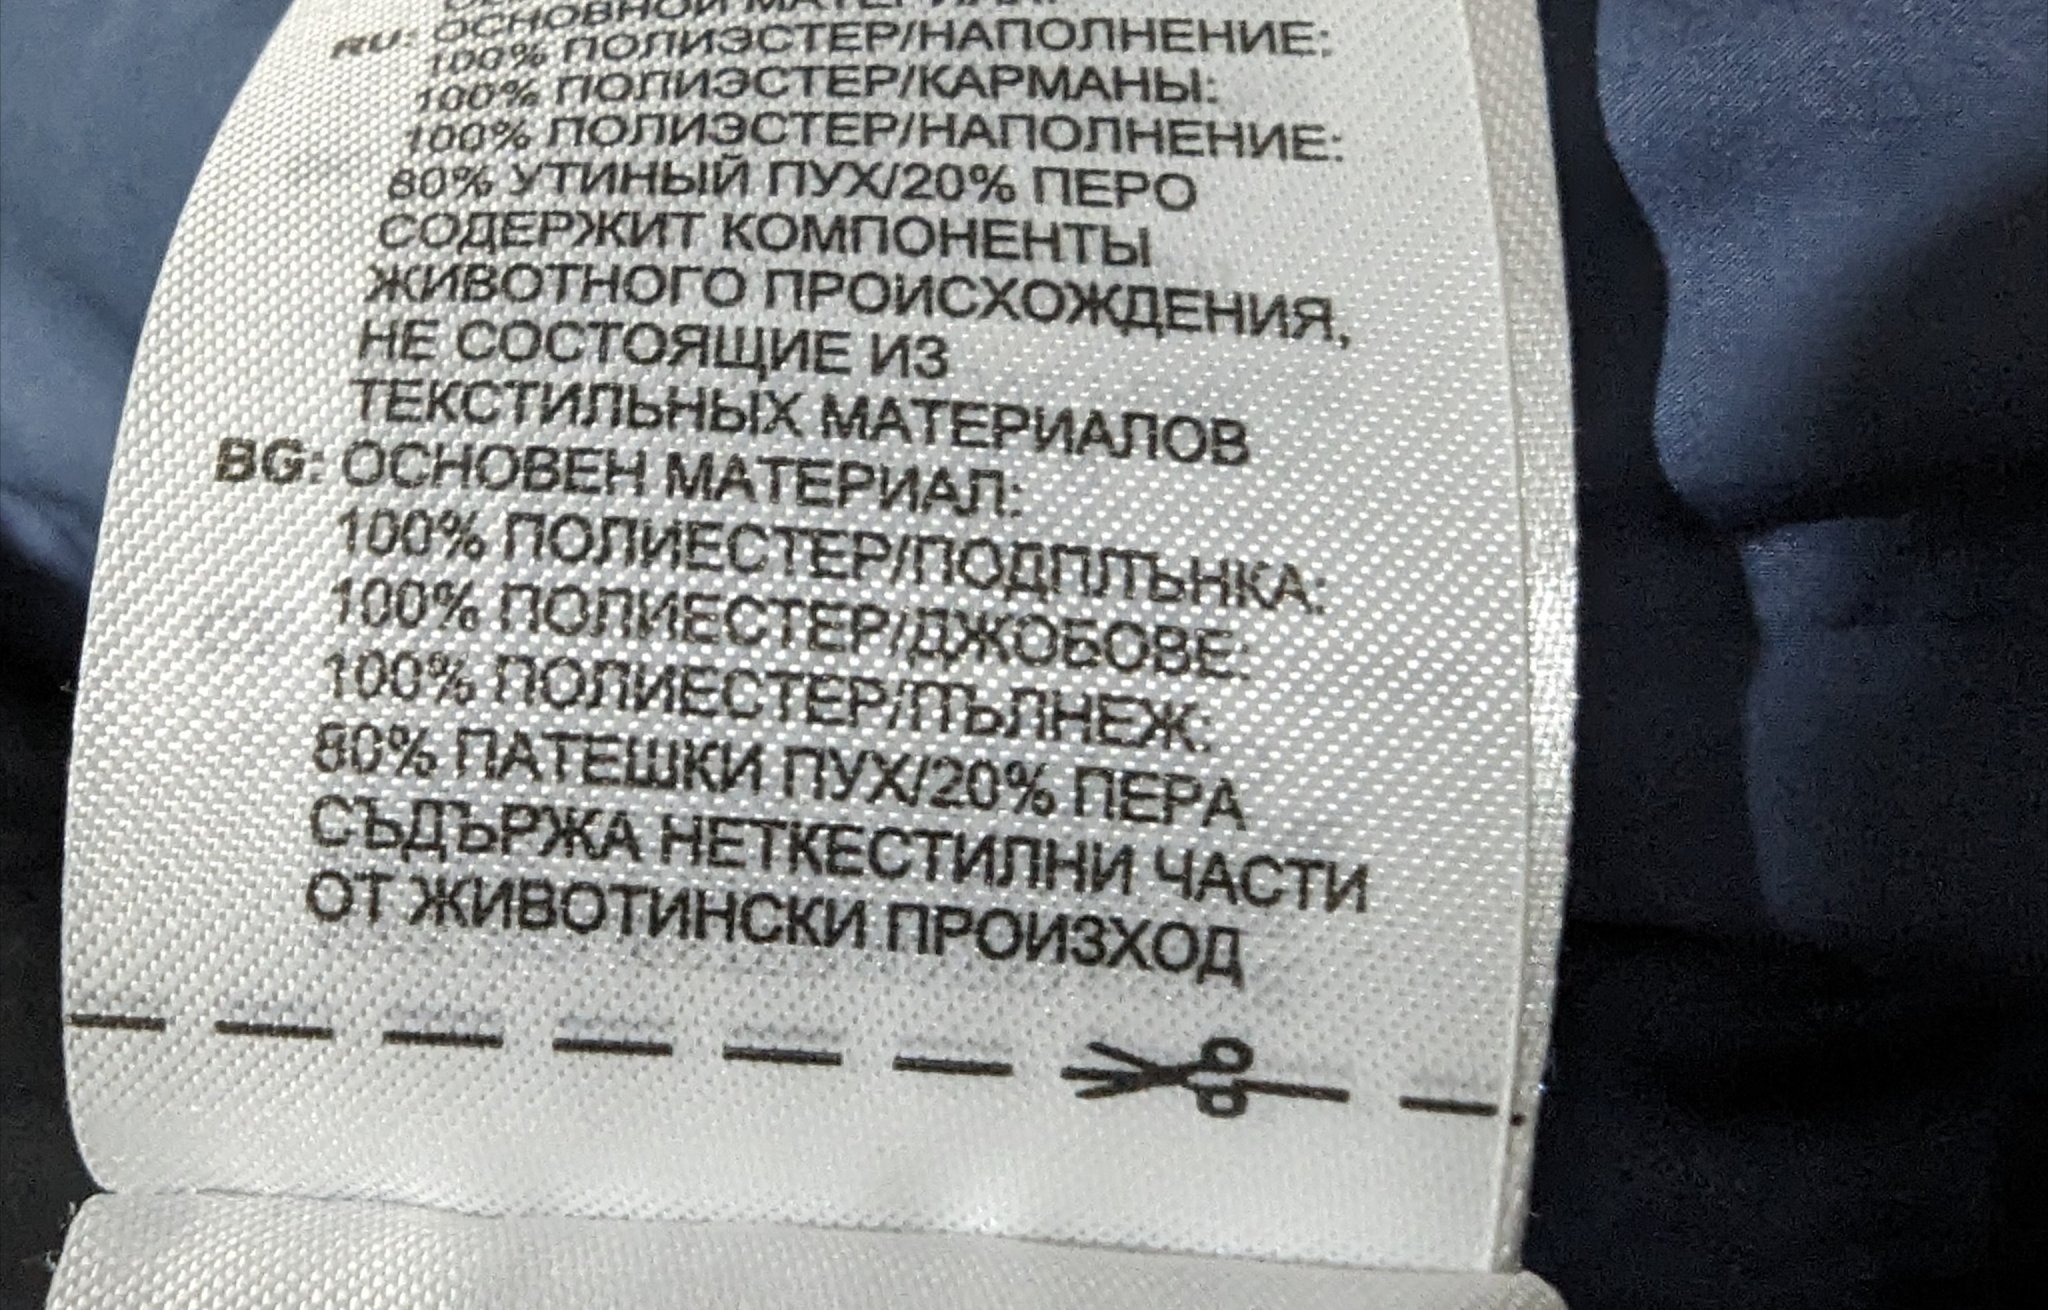 RU: ОСНОВНОЙ МАТЕРИАЛ:
100% ПОЛИЭСТЕР/НАПОЛНЕНИЕ:
100% ПОЛИЭСТЕР/КАРМАНЫ:
100% ПОЛИЭСТЕР/НАПОЛНЕНИЕ:
80% УТИНЫЙ ПУХ/20% ПЕРО
СОДЕРЖИТ КОМПОНЕНТЫ
ЖИВОТНОГО ПРОИСХОЖДЕНИЯ,
НЕ СОСТОЯЩИЕ ИЗ
ТЕКСТИЛЬНЫХ МАТЕРИАЛОВ
BG: ОСНОВЕН МАТЕРИАЛ:
100% ПОЛИЕСТЕР/ПОДПЛЪНКА:
100% ПОЛИЕСТЕР/ДЖОБОВЕ:
100% ПОЛИЕСТЕР/ПЪЛНЕЖ:
80% ПАТЕШКИ ПУХ/20% ПЕРА
СЪДЪРЖА НЕТКЕСТИЛНИ ЧАСТИ
ОТ ЖИВОТИНСКИ ПРОИЗХОД